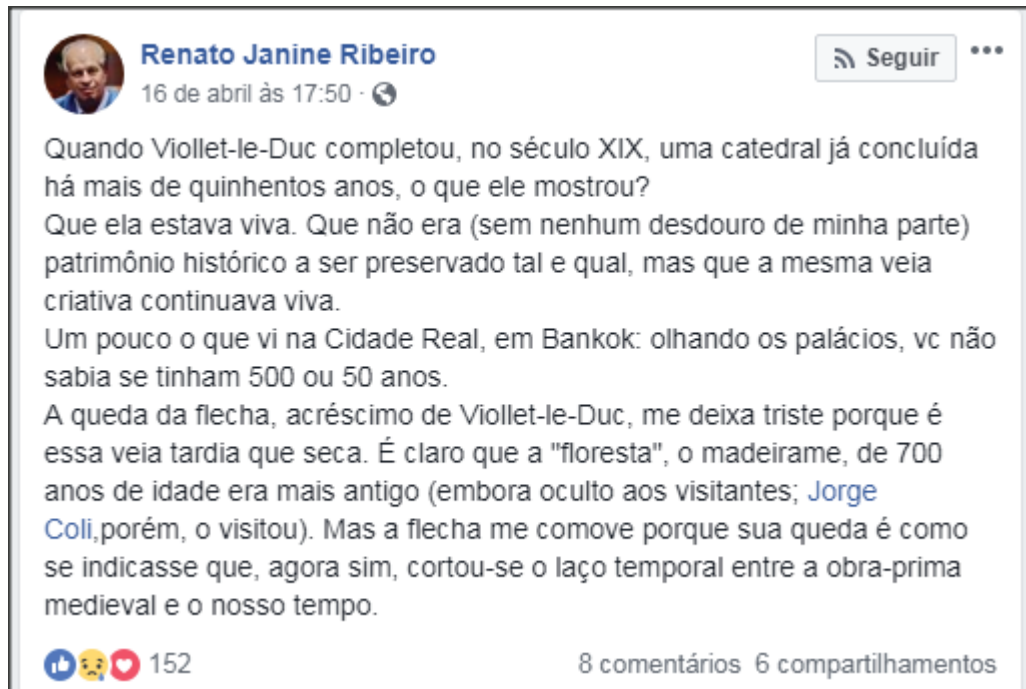 Renato Janine Ribeiro
Seguir
16 de abril às 17:50 ·
Quando Viollet-le-Duc completou, no século XIX, uma catedral já concluída
há mais de quinhentos anos, o que ele mostrou?
Que ela estava viva. Que não era (sem nenhum desdouro de minha parte)
patrimônio histórico a ser preservado tal e qual, mas que a mesma veia
criativa continuava viva.
Um pouco o que vi na Cidade Real, em Bankok: olhando os palácios, vc não
sabia se tinham 500 ou 50 anos.
A queda da flecha, acréscimo de Viollet-le-Duc, me deixa triste porque é
essa veia tardia que seca. É claro que a "floresta", o madeirame, de 700
anos de idade era mais antigo (embora oculto aos visitantes; Jorge
Coli,porém, o visitou). Mas a flecha me comove porque sua queda é como
se indicasse que, agora sim, cortou-se o laço temporal entre a obra-prima
medieval e o nosso tempo.
152
8 comentários 6 compartilhamentos